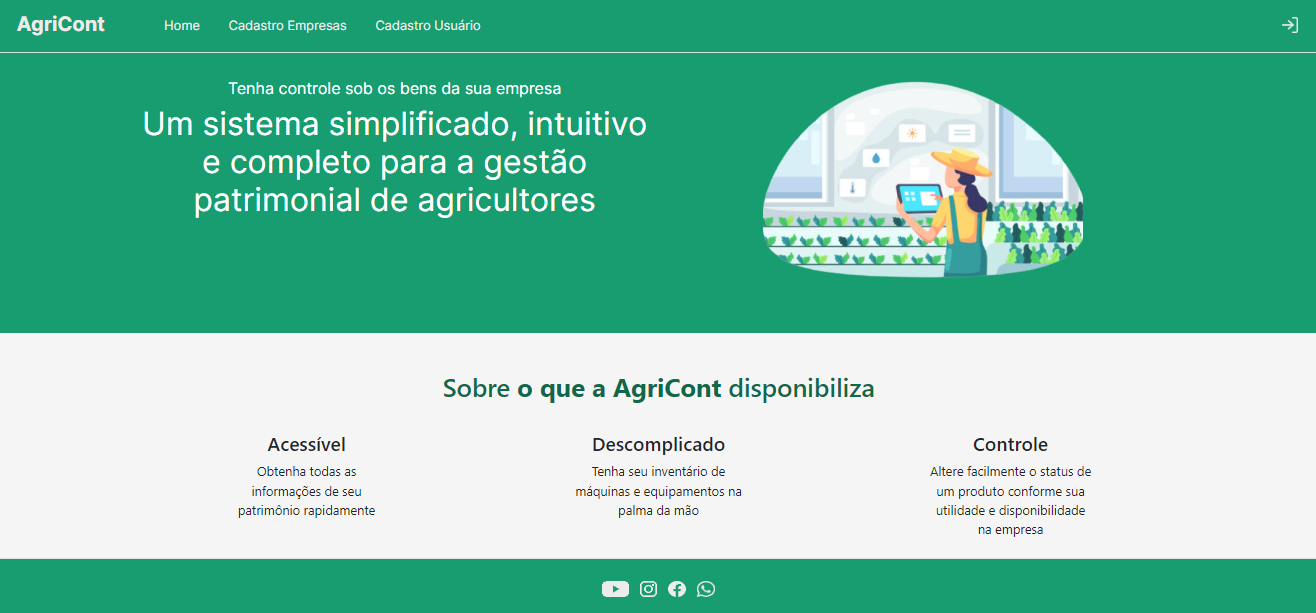 AgriCont
Home
Cadastro Empresas
Cadastro Usuário
Tenha controle sob os bens da sua empresa
Um sistema simplificado, intuitivo
e completo para a gestão
patrimonial de agricultores
Sobre o que a AgriCont disponibiliza
Acessível
Obtenha todas as
informações de seu
patrimônio rapidamente
Descomplicado
Tenha seu inventário de
máquinas e equipamentos na
palma da mão
Controle
Altere facilmente o status de
um produto conforme sua
utilidade e disponibilidade
na empresa